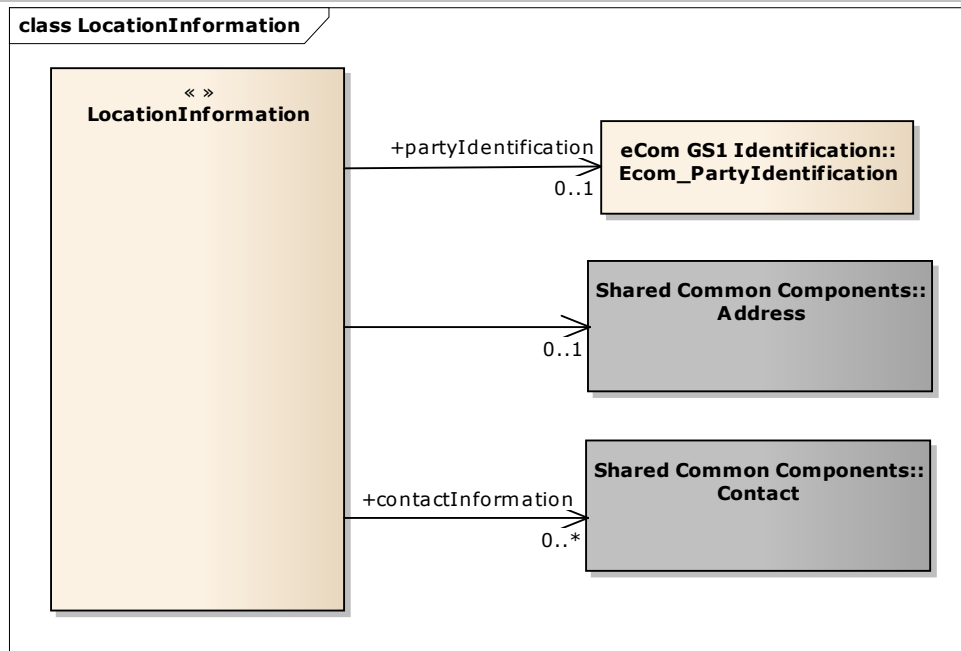 class LocationInformation
« »
LocationInformation
+partyIdentification
0..1
eCom GS1 Identification::
Ecom_PartyIdentification
0..1
Shared Common Components::
Address
+contactInformation
0..*
Shared Common Components::
Contact